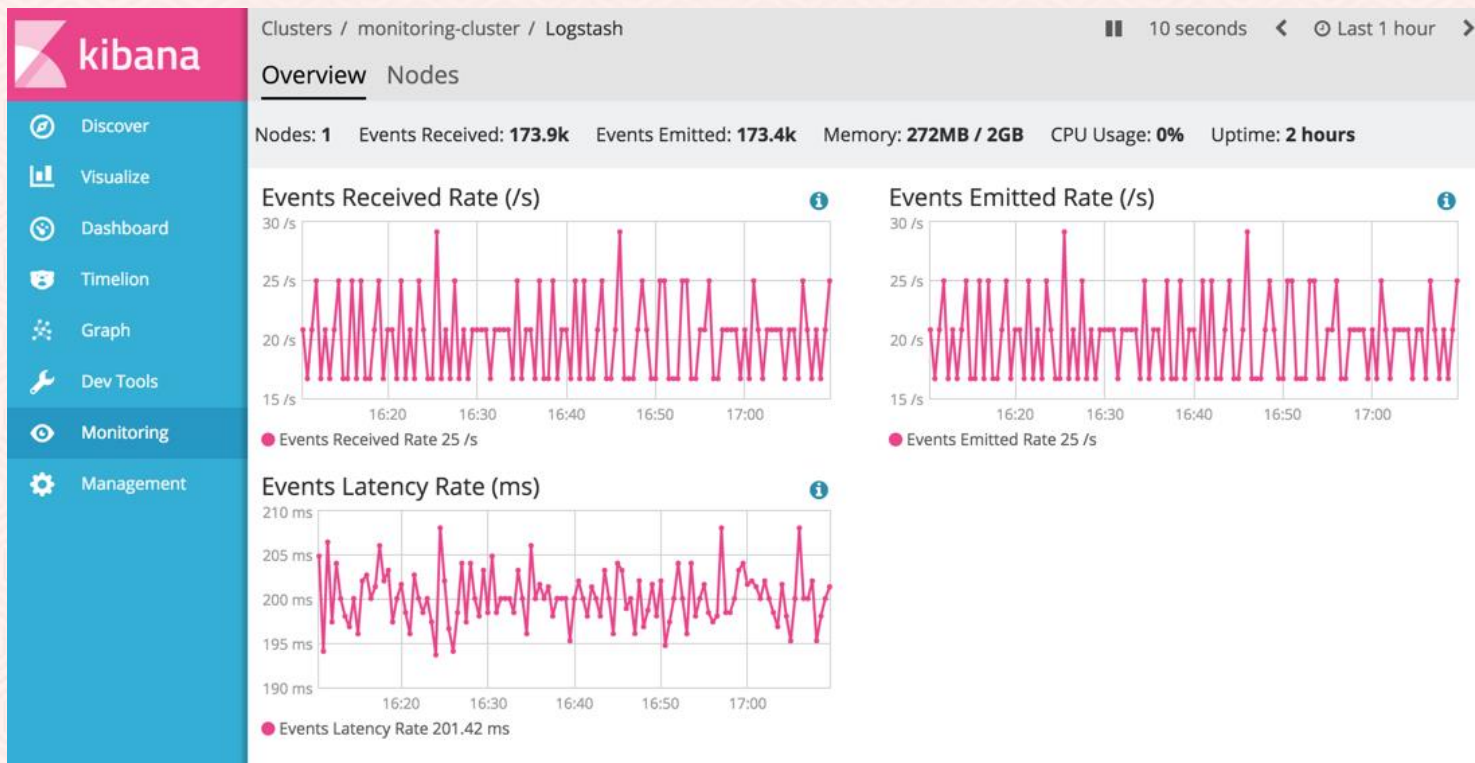 kibana
Discover
Visualize
Dashboard
Timelion
Graph
Dev Tools
Monitoring
Management
Clusters / monitoring-cluster / Logstash
10 seconds Last 1 hour
Overview Nodes
Nodes: 1 Events Received: 173.9k Events Emitted: 173.4k Memory: 272MB / 2GB CPU Usage: 0% Uptime: 2 hours
Events Received Rate (/s)
30 /s
25 /s
20 /s
15 /s
16:20 16:30 16:40 16:50 17:00
Events Received Rate 25 /s
Events Emitted Rate (/s)
30 /s
25 /s
20 /s
15 /s
16:20 16:30 16:40 16:50 17:00
Events Emitted Rate 25 /s
Events Latency Rate (ms)
210 ms
205 ms
200 ms
195 ms
190 ms
16:20 16:30 16:40 16:50 17:00
Events Latency Rate 201.42 ms